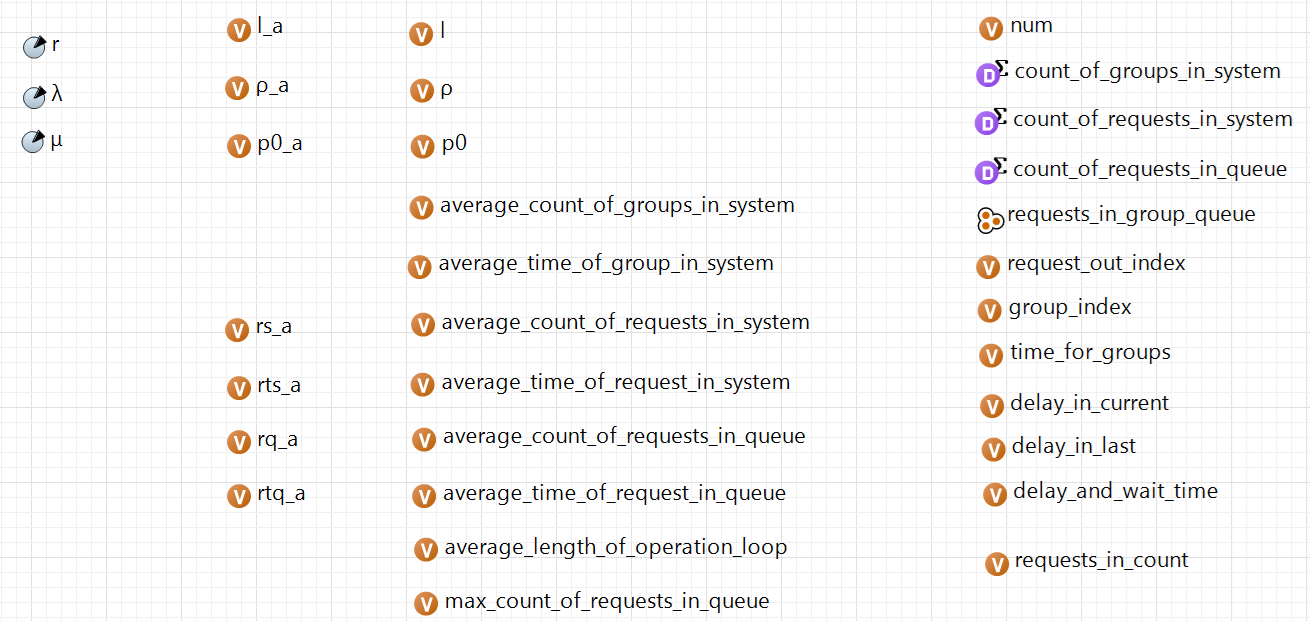 r
λ
μ
l_a
ρ_a
p0_a
rs_a
rts_a
rq_a
rtq_a
l
ρ
p0
average_count_of_groups_in_system
average_time_of_group_in_system
average_count_of_requests_in_system
average_time_of_request_in_system
average_count_of_requests_in_queue
average_time_of_request_in_queue
average_length_of_operation_loop
max_count_of_requests_in_queue
num
count_of_groups_in_system
count_of_requests_in_system
count_of_requests_in_queue
requests_in_group_queue
request_out_index
group_index
time_for_groups
delay_in_current
delay_in_last
delay_and_wait_time
requests_in_count